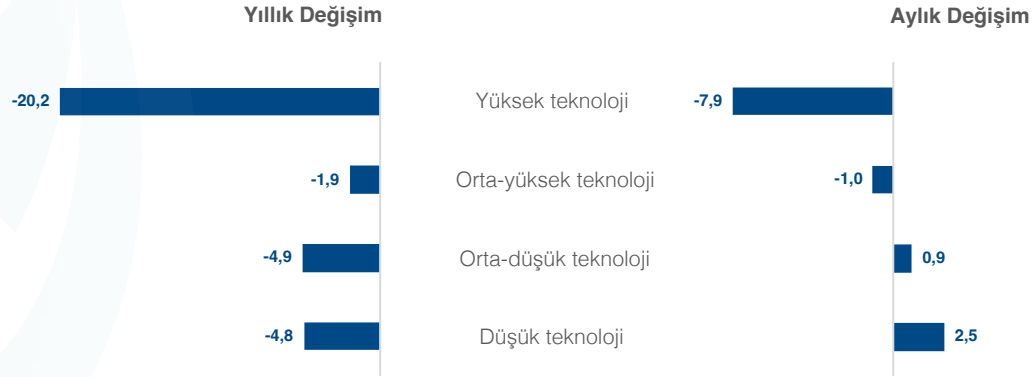 Yıllık Değişim
Aylık Değişim
-20,2 Yüksek teknoloji -7,9
-1,9 Orta-yüksek teknoloji -1,0
-4,9 Orta-düşük teknoloji 0,9
-4,8 Düşük teknoloji 2,5